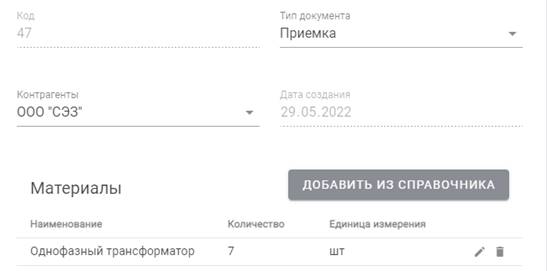 Код
Тип документа
47
Приемка
Контрагенты
Дата создания
ООО "СЭЗ"
29.05.2022
Материалы
ДОБАВИТЬ ИЗ СПРАВОЧНИКА
Наименование Количество Единица измерения
Однофазный трансформатор 7 шт